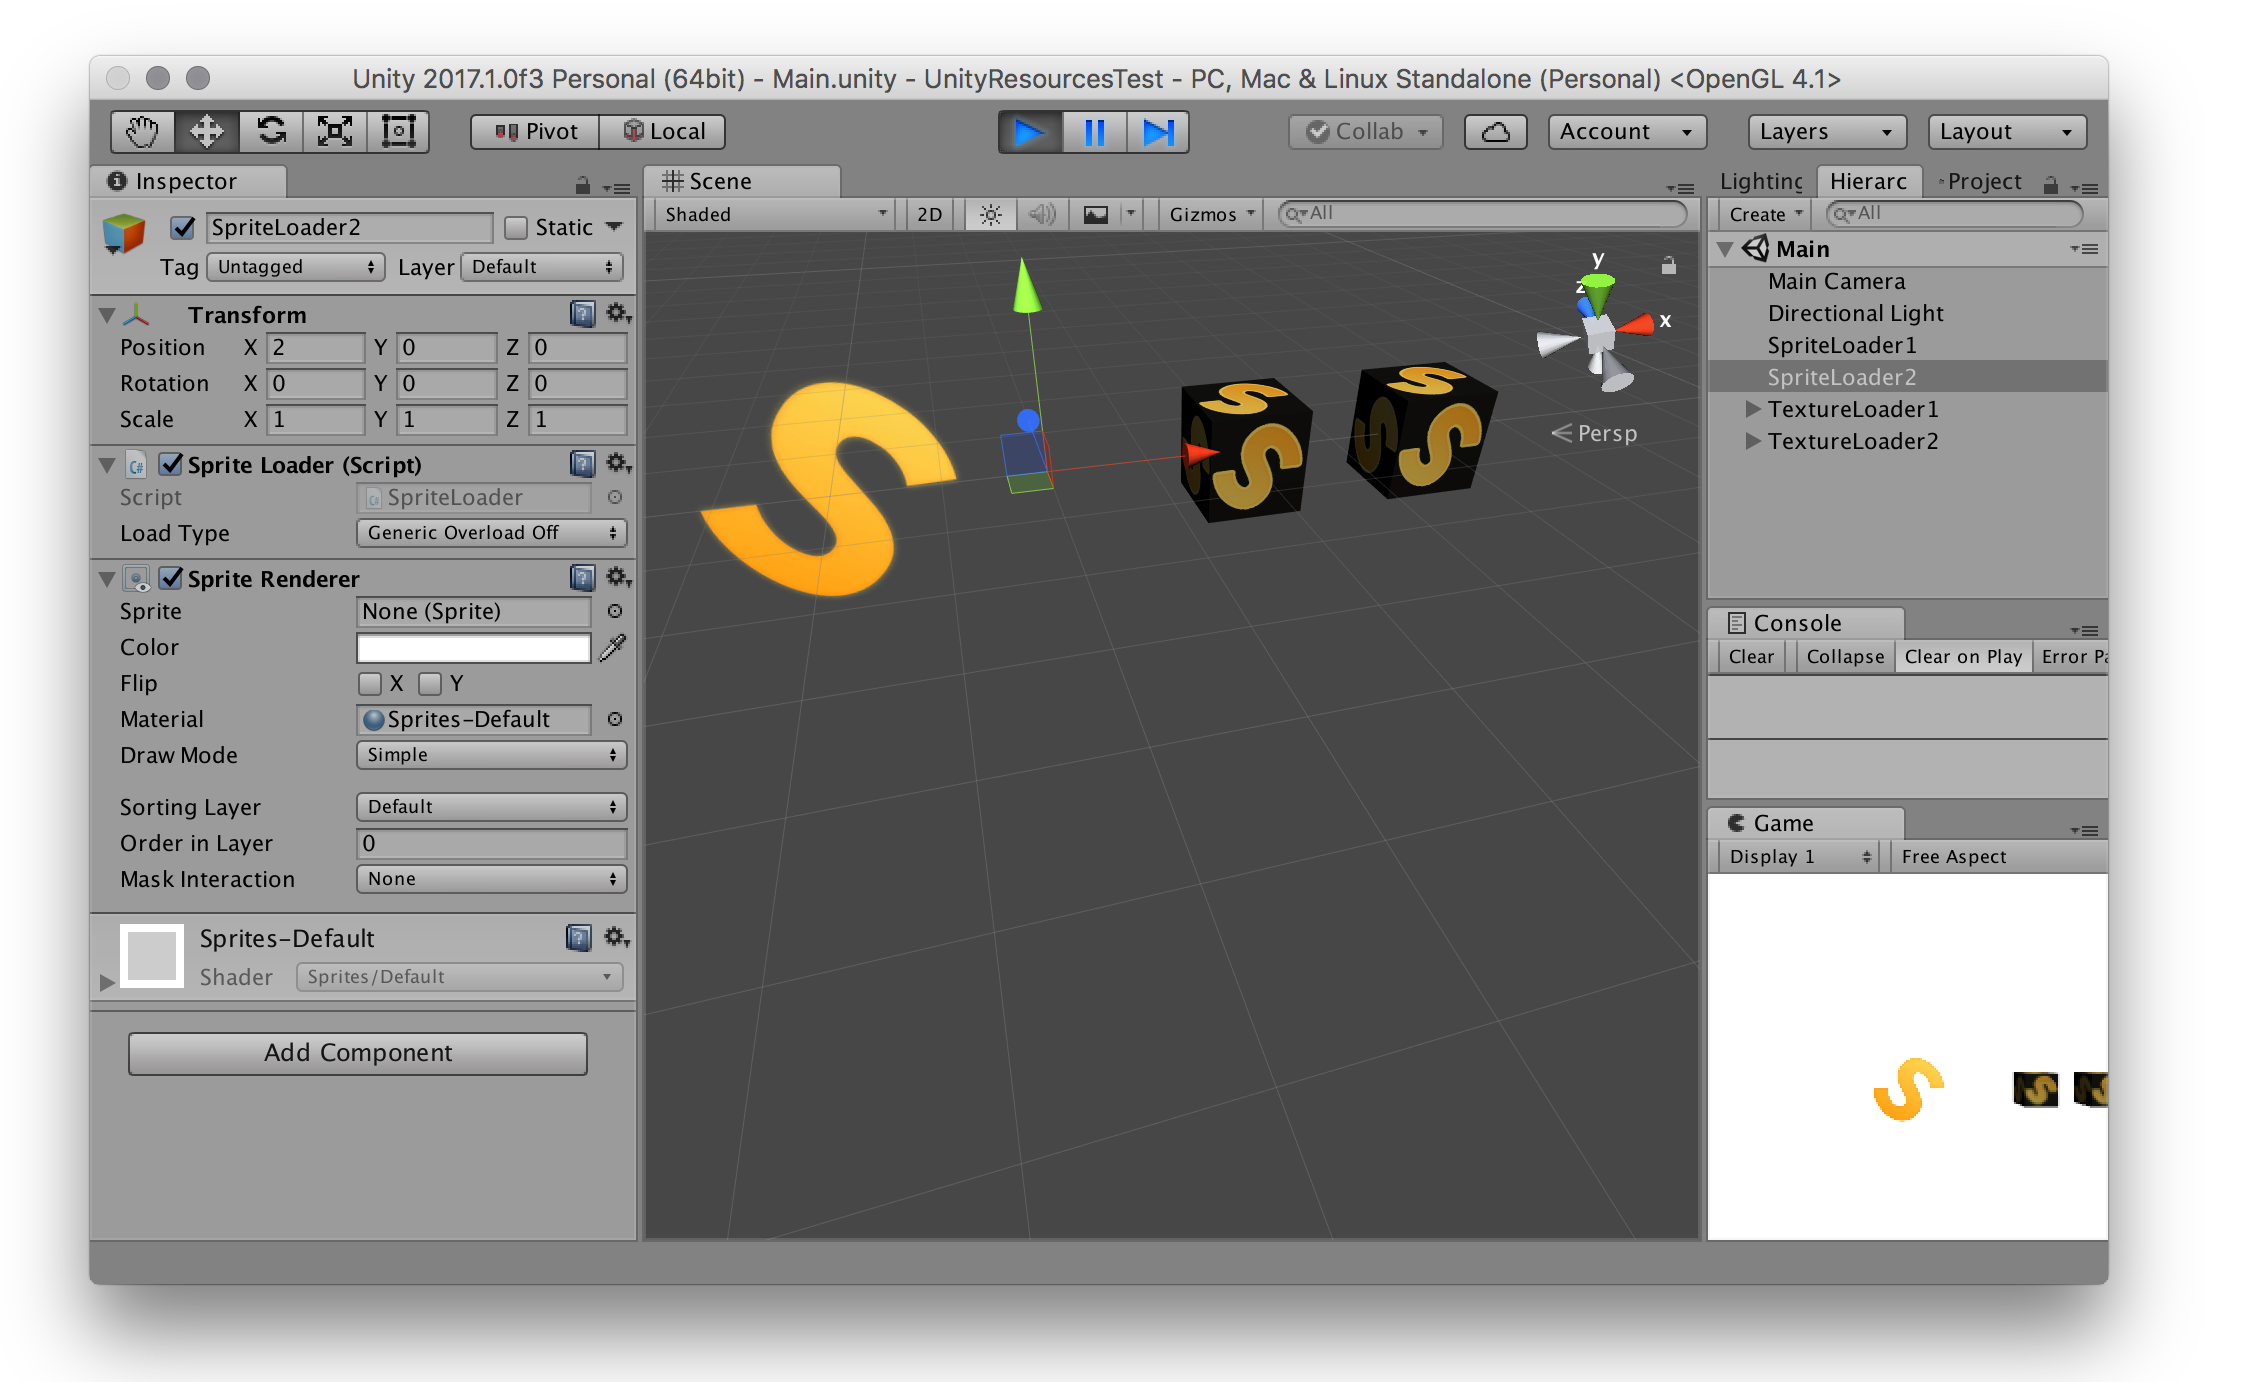 Unity 2017.1.0f3 Personal (64bit) - Main.unity - UnityResourcesTest - PC, Mac & Linux Standalone (Personal) <OpenGL 4.1>
Pivot Local Collab Account Layers Layout
Inspector
SpriteLoader2 Static
Tag Untagged Layer Default
Transform
Position X 2 Y 0 Z 0
Rotation X 0 Y 0 Z 0
Scale X 1 Y 1 Z 1
Sprite Loader (Script)
Script SpriteLoader
Load Type Generic Overload Off
Sprite Renderer
Sprite None (Sprite)
Color
Flip X Y
Material Sprites-Default
Draw Mode Simple
Sorting Layer Default
Order in Layer 0
Mask Interaction None
Sprites-Default
Shader Sprites/Default
Add Component
Scene
Shaded 2D Gizmos All
y
z
x
Persp
S
S S
S S
Lighting Hierarc Project
Create All
Main
Main Camera
Directional Light
SpriteLoader1
SpriteLoader2
TextureLoader1
TextureLoader2
Console
Clear Collapse Clear on Play Error Pa
Game
Display 1 Free Aspect
S S S